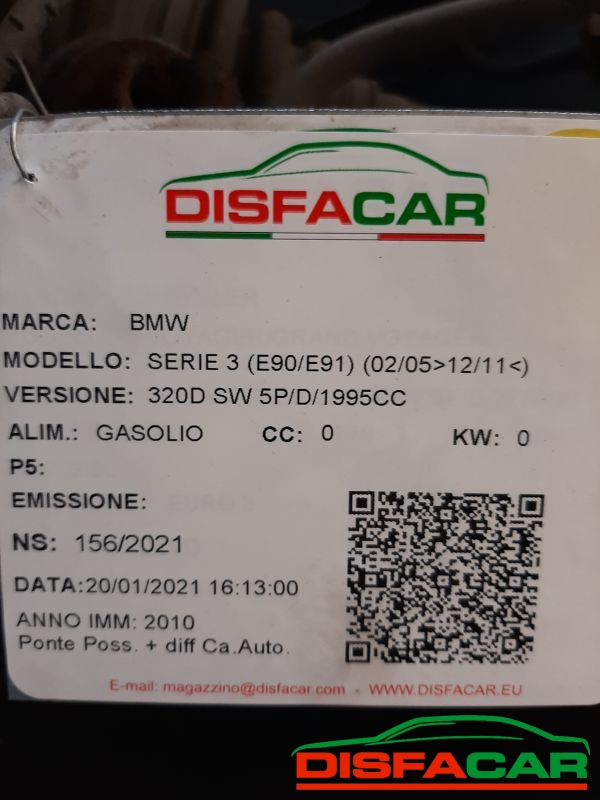 DISFACAR
MARCA: BMW
MODELLO: SERIE 3 (E90/E91) (02/05>12/11<)
VERSIONE: 320D SW 5P/D/1995CC
ALIM.: GASOLIO CC: 0 KW: 0
P5:
EMISSIONE:
NS: 156/2021
DATA:20/01/2021 16:13:00
ANNO IMM: 2010
Ponte Poss. + diff Ca.Auto.
E-mail: magazzino@disfacar.com - WWW.DISFACAR.EU
DISFACAR